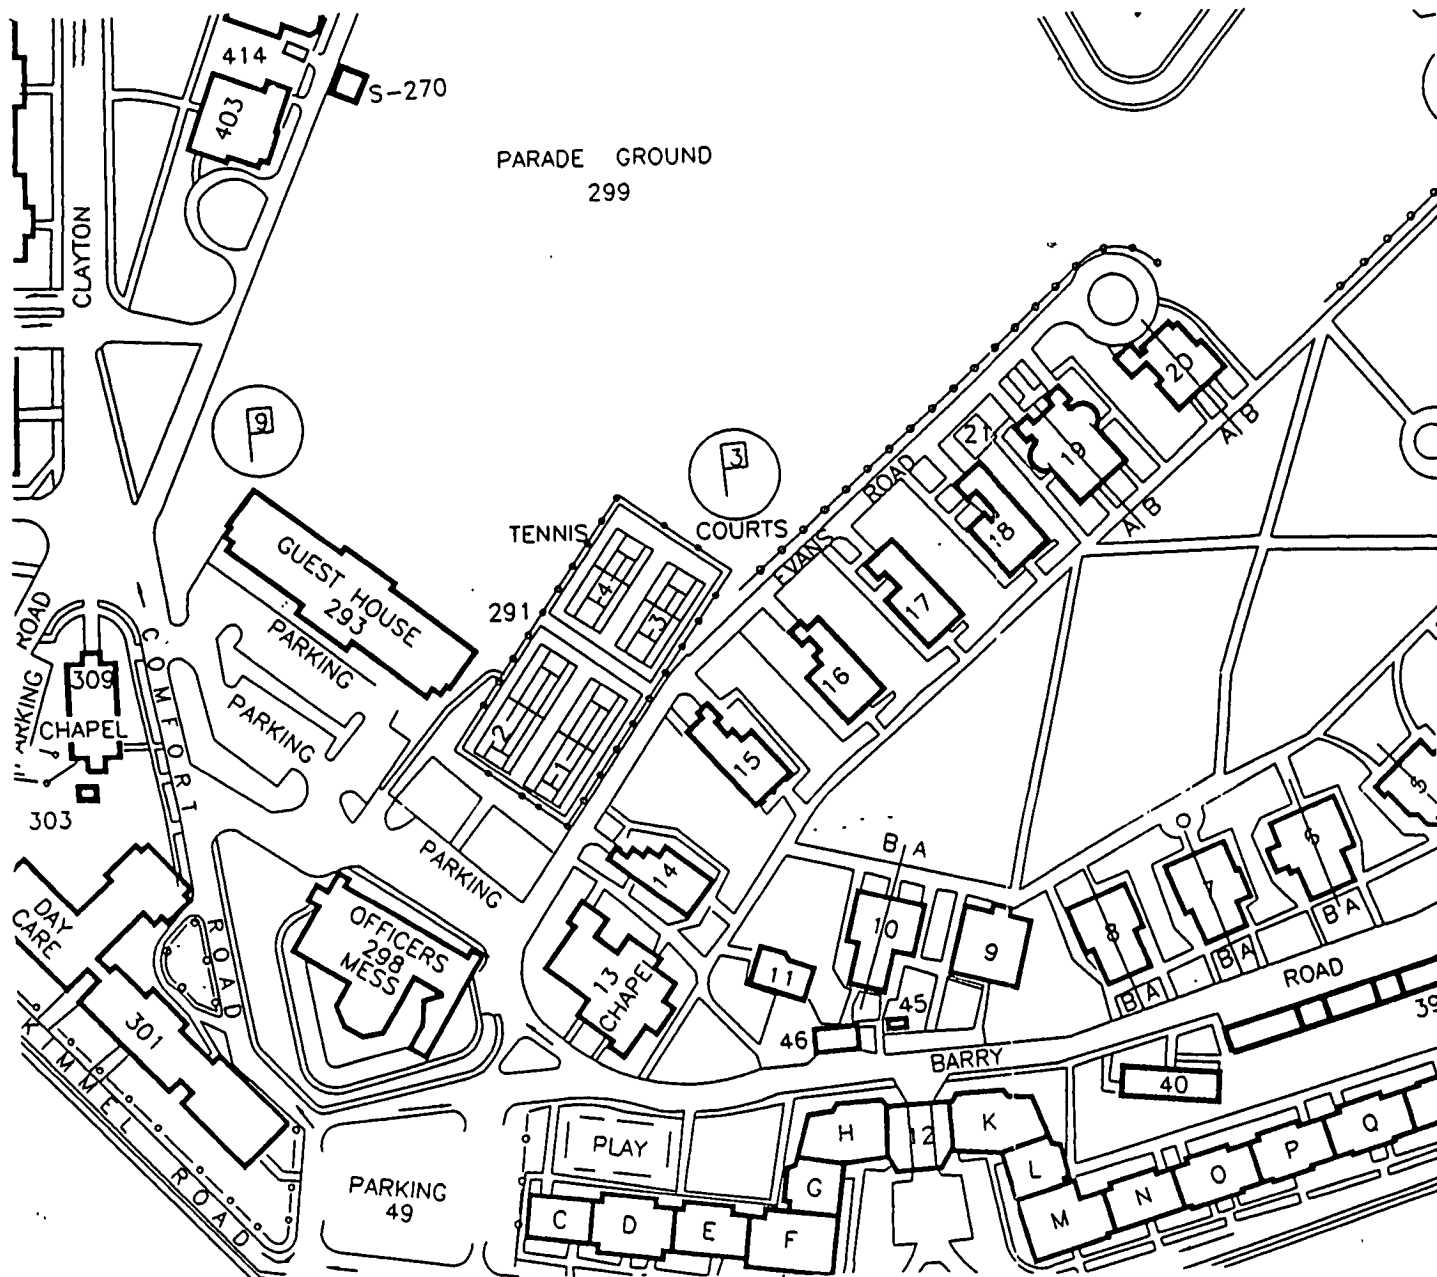 414
S-270
403
PARADE GROUND
299
CLAYTON
20
A B
9
3
21
19
A B
ROAD
18
TENNIS
COURTS
EVANS
GUEST HOUSE
293
PARKING
4
3
17
291
ROAD
16
309
CHAPEL
PARKING
COMFORT
2
1
15
5
303
B A
6
PARKING
14
7
B A
DAY
CARE
ROAD
OFFICERS
298
MESS
10
8
9
B A
13
CHAPEL
11
B A
ROAD
45
39
301
46
BARRY
40
KIMMEL ROAD
H
12
K
Q
PLAY
P
L
O
G
N
PARKING
49
C
D
E
F
M